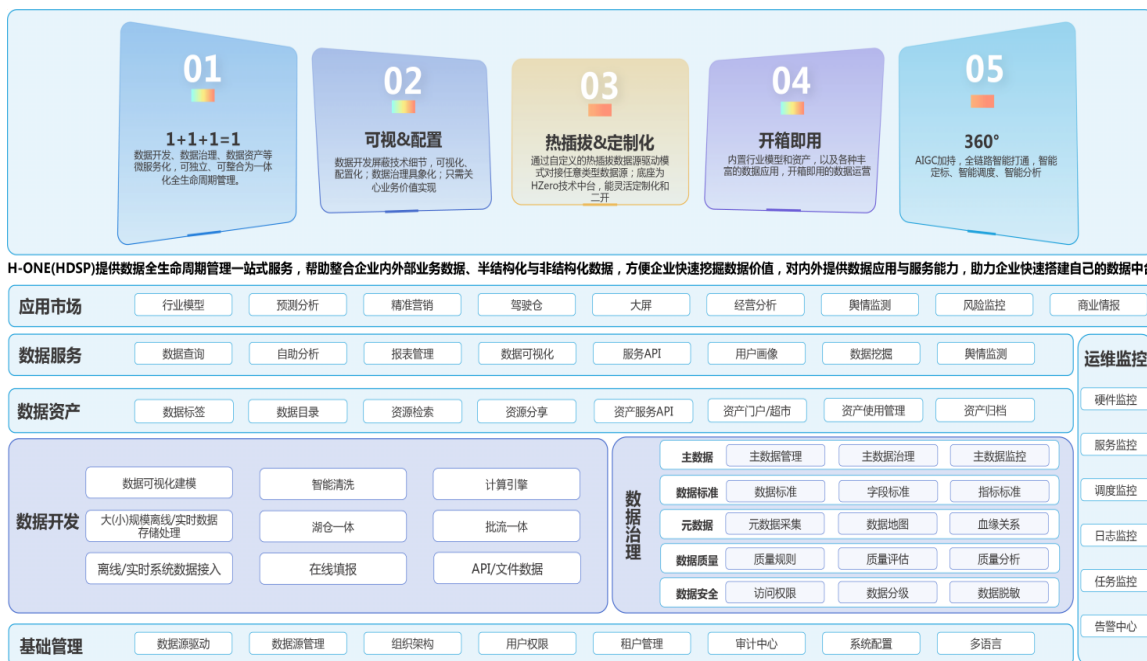 01
1+1+1=1
数据开发、数据治理、数据资产等
微服务化，可独立、可整合为一体
化全生命周期管理。
02
可视&配置
数据开发屏蔽技术细节，可视化、
配置化；数据治理具象化；只需关
心业务价值实现
03
热插拔&定制化
通过自定义的热插拔数据源驱动模
式对接任意类型数据源；底座为
HZero技术中台，能灵活定制化和
二开
04
开箱即用
内置行业模型和资产，以及各种丰
富的数据应用，开箱即用的数据运营
05
360°
AIGC加持，全链路智能打通，智能
定标、智能调度、智能分析
H-ONE(HDSP)提供数据全生命周期管理一站式服务，帮助整合企业内外部业务数据、半结构化与非结构化数据，方便企业快速挖掘数据价值，对内外提供数据应用与服务能力，助力企业快速搭建自己的数据中台
应用市场
行业模型
预测分析
精准营销
驾驶仓
大屏
经营分析
舆情监测
风险监控
商业情报
数据服务
数据查询
自助分析
报表管理
数据可视化
服务API
用户画像
数据挖掘
舆情监测
数据资产
数据标签
数据目录
资源检索
资源分享
资产服务API
资产门户/超市
资产使用管理
资产归档
数据开发
数据可视化建模
智能清洗
计算引擎
大(小)规模离线/实时数据
存储处理
湖仓一体
批流一体
离线/实时系统数据接入
在线填报
API/文件数据
数据治理
主数据
主数据管理
主数据治理
主数据监控
数据标准
数据标准
字段标准
指标标准
元数据
元数据采集
数据地图
血缘关系
数据质量
质量规则
质量评估
质量分析
数据安全
访问权限
数据分级
数据脱敏
基础管理
数据源驱动
数据源管理
组织架构
用户权限
租户管理
审计中心
系统配置
多语言
运维监控
硬件监控
服务监控
调度监控
日志监控
任务监控
告警中心